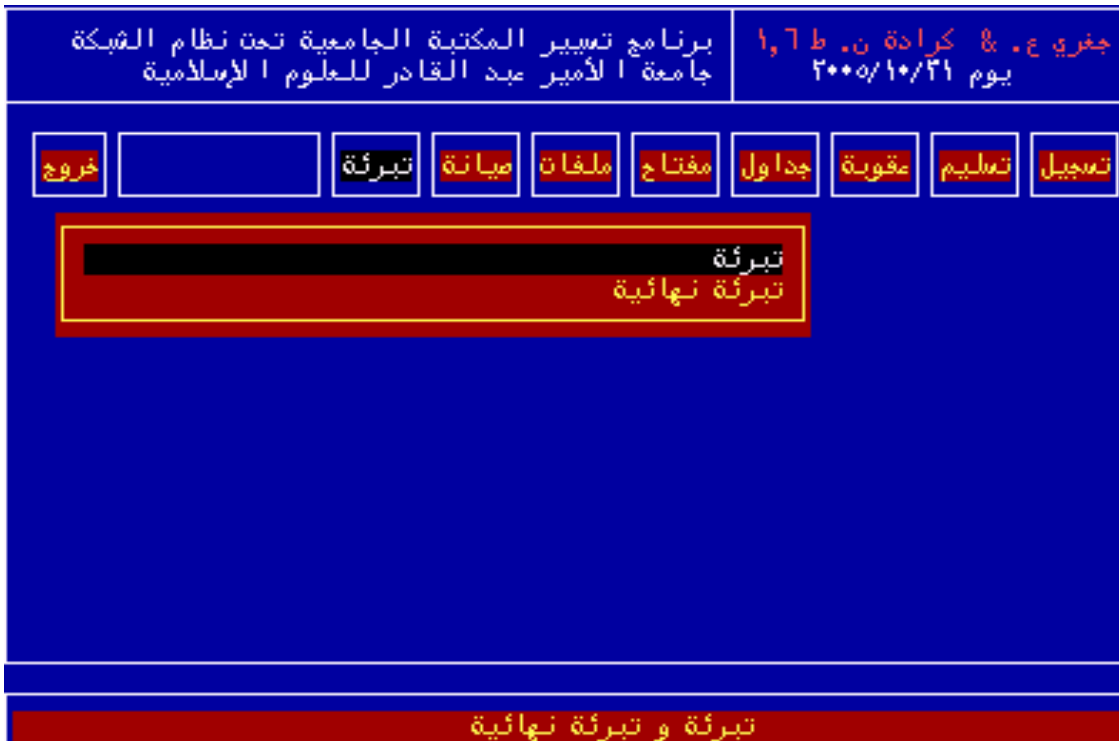 جغري ع. & كرادة ن. ط ١,٦
يوم ٢٠٠٥/١٠/٣١
برنامج تسيير المكتبة الجامعية تحت نظام الشبكة
جامعة الأمير عبد القادر للعلوم الإسلامية
تسجيل تسليم عقوبة جداول مفتاح ملفات صيانة تبرئة خروج
تبرئة
تبرئة نهائية
تبرئة و تبرئة نهائية